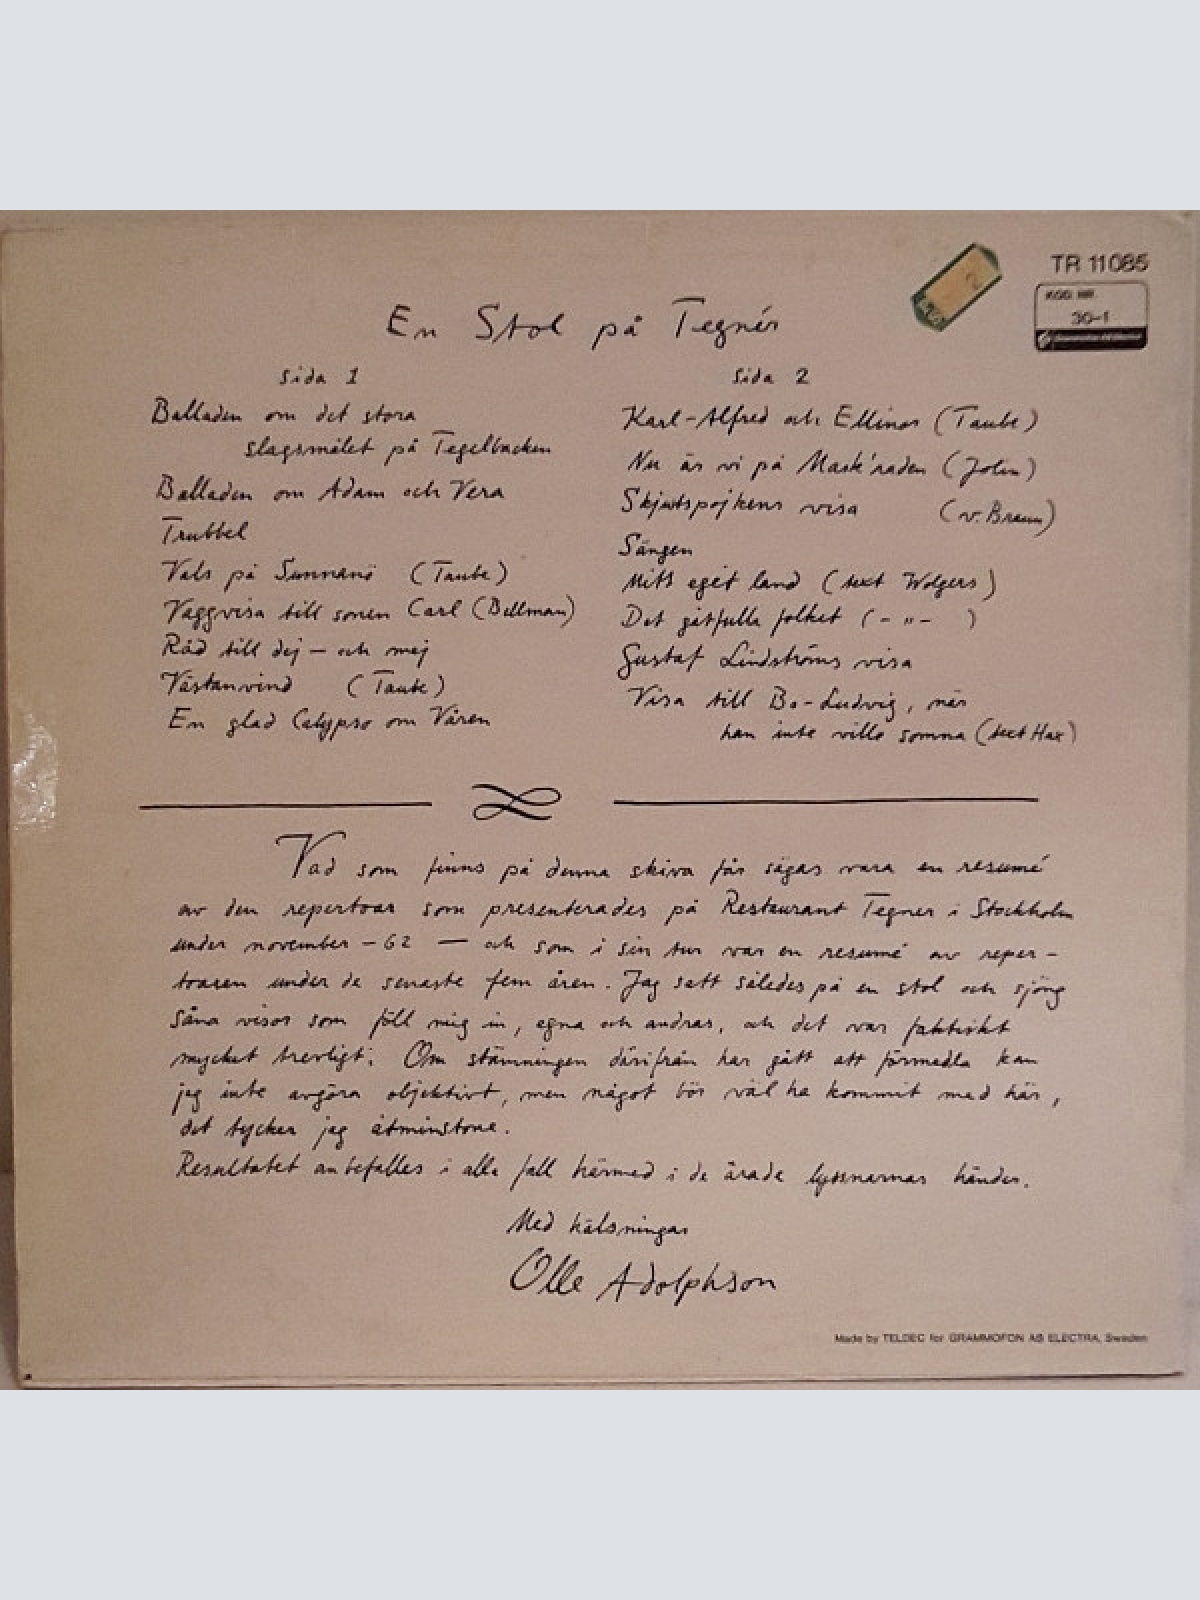 TR 11085
KOD NR.
30-1
En Stol på Tegnér
Sida 1
Balladen om det stora
slagsmålet på Tegelbacken
Balladen om Adam och Vera
Trubbel
Vals på Sunnanö (Taube)
Vaggvisa till sonen Carl (Bellman)
Råd till dej – och mej
Västanvind (Taube)
En glad Calypso om Våren
Sida 2
Karl-Alfred och Ellinor (Taube)
Nu är vi på Mask'raden (Jolin)
Skjutspojkens visa (v. Braun)
Sången
Mitt eget land (text Wolgers)
Det gåtfulla folket ( - " - )
Gustaf Lindströms visa
Visa till Bo-Ludvig, när
han inte ville somna (text Hax)
Vad som finns på denna skiva får sägas vara en resumé
av den repertoar som presenterades på Restaurant Tegner i Stockholm
under november -62 — och som i sin tur var en resumé av reper-
toaren under de senaste fem åren. Jag satt således på en stol och sjöng
såna visor som föll mig in, egna och andras, och det var faktiskt
mycket trevligt; Om stämningen därifrån har gått att förmedla kan
jag inte avgöra objektivt, men något bör väl ha kommit med här,
det tycker jag åtminstone.
Resultatet anbefalles i alla fall härmed i de ärade lyssnarnas händer.
Med hälsningar
Olle Adolphson
Made by TELDEC for GRAMMOFON AB ELECTRA, Sweden